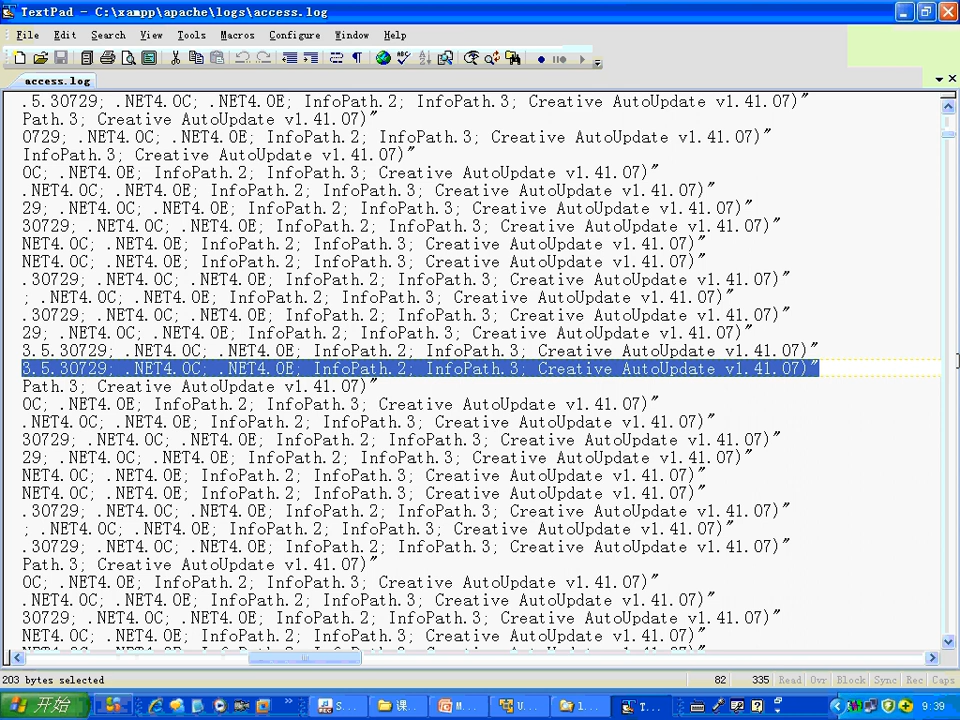 TextPad - C:\xampp\apache\logs\access.log
File Edit Search View Tools Macros Configure Window Help
access.log
.5.30729; .NET4.0C; .NET4.0E; InfoPath.2; InfoPath.3; Creative AutoUpdate v1.41.07)"
Path.3; Creative AutoUpdate v1.41.07)"
0729; .NET4.0C; .NET4.0E; InfoPath.2; InfoPath.3; Creative AutoUpdate v1.41.07)"
InfoPath.3; Creative AutoUpdate v1.41.07)"
0C; .NET4.0E; InfoPath.2; InfoPath.3; Creative AutoUpdate v1.41.07)"
.NET4.0C; .NET4.0E; InfoPath.2; InfoPath.3; Creative AutoUpdate v1.41.07)"
29; .NET4.0C; .NET4.0E; InfoPath.2; InfoPath.3; Creative AutoUpdate v1.41.07)"
30729; .NET4.0C; .NET4.0E; InfoPath.2; InfoPath.3; Creative AutoUpdate v1.41.07)"
NET4.0C; .NET4.0E; InfoPath.2; InfoPath.3; Creative AutoUpdate v1.41.07)"
NET4.0C; .NET4.0E; InfoPath.2; InfoPath.3; Creative AutoUpdate v1.41.07)"
.30729; .NET4.0C; .NET4.0E; InfoPath.2; InfoPath.3; Creative AutoUpdate v1.41.07)"
; .NET4.0C; .NET4.0E; InfoPath.2; InfoPath.3; Creative AutoUpdate v1.41.07)"
.30729; .NET4.0C; .NET4.0E; InfoPath.2; InfoPath.3; Creative AutoUpdate v1.41.07)"
29; .NET4.0C; .NET4.0E; InfoPath.2; InfoPath.3; Creative AutoUpdate v1.41.07)"
3.5.30729; .NET4.0C; .NET4.0E; InfoPath.2; InfoPath.3; Creative AutoUpdate v1.41.07)"
3.5.30729; .NET4.0C; .NET4.0E; InfoPath.2; InfoPath.3; Creative AutoUpdate v1.41.07)"
Path.3; Creative AutoUpdate v1.41.07)"
0C; .NET4.0E; InfoPath.2; InfoPath.3; Creative AutoUpdate v1.41.07)"
.NET4.0C; .NET4.0E; InfoPath.2; InfoPath.3; Creative AutoUpdate v1.41.07)"
30729; .NET4.0C; .NET4.0E; InfoPath.2; InfoPath.3; Creative AutoUpdate v1.41.07)"
29; .NET4.0C; .NET4.0E; InfoPath.2; InfoPath.3; Creative AutoUpdate v1.41.07)"
NET4.0C; .NET4.0E; InfoPath.2; InfoPath.3; Creative AutoUpdate v1.41.07)"
NET4.0C; .NET4.0E; InfoPath.2; InfoPath.3; Creative AutoUpdate v1.41.07)"
.30729; .NET4.0C; .NET4.0E; InfoPath.2; InfoPath.3; Creative AutoUpdate v1.41.07)"
; .NET4.0C; .NET4.0E; InfoPath.2; InfoPath.3; Creative AutoUpdate v1.41.07)"
.30729; .NET4.0C; .NET4.0E; InfoPath.2; InfoPath.3; Creative AutoUpdate v1.41.07)"
Path.3; Creative AutoUpdate v1.41.07)"
0C; .NET4.0E; InfoPath.2; InfoPath.3; Creative AutoUpdate v1.41.07)"
.NET4.0C; .NET4.0E; InfoPath.2; InfoPath.3; Creative AutoUpdate v1.41.07)"
30729; .NET4.0C; .NET4.0E; InfoPath.2; InfoPath.3; Creative AutoUpdate v1.41.07)"
NET4.0C; .NET4.0E; InfoPath.2; InfoPath.3; Creative AutoUpdate v1.41.07)"
203 bytes selected 82 335 Read Ovr Block Sync Rec Caps
开始 S... 课... M... U... 1... T... 9:39